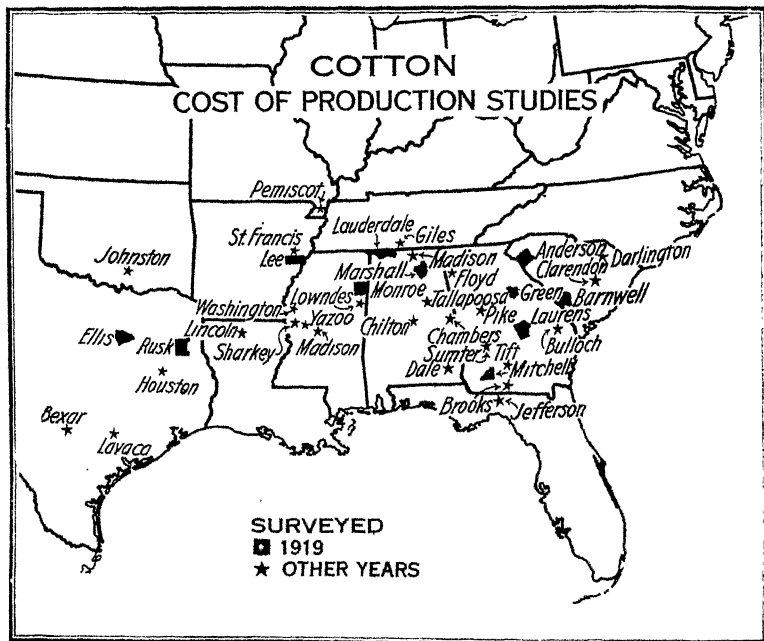 COTTON
COST OF PRODUCTION STUDIES
Pemiscot
Lauderdale
Giles
St. Francis
Lee
Madison
Marshall
Floyd
Anderson
Clarendon
Darlington
Johnston
Washington
Lowndes
Monroe
Tallapoosa
Green
Barnwell
Yazoo
Pike
Laurens
Ellis
Rusk
Lincoln
Sharkey
Madison
Chilton
Chambers
Bulloch
Sumter
Tift
Houston
Dale
Mitchell
Brooks
Jefferson
Bexar
Lavaca
SURVEYED
1919
OTHER YEARS